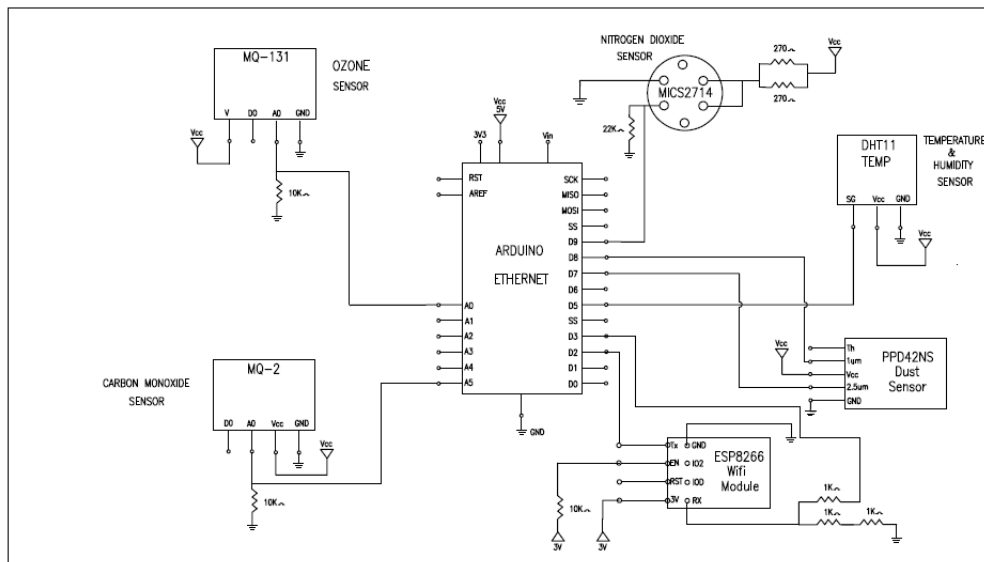 MQ-131
V DO AO GND
OZONE
SENSOR
Vcc
10K
NITROGEN DIOXIDE
SENSOR
MICS2714
270
270
Vcc
22K
Vcc
5V
3V3
Vin
RST
AREF
ARDUINO
ETHERNET
A0
A1
A2
A3
A4
A5
SCK
MISO
MOSI
SS
D9
D8
D7
D6
D5
SS
D3
D2
D1
D0
GND
DHT11
TEMP
SG Vcc GND
TEMPERATURE
&
HUMIDITY
SENSOR
Vcc
CARBON MONOXIDE
SENSOR
MQ-2
DO AO Vcc GND
Vcc
10K
Vcc
Th
1um
Vcc
2.5um
GND
PPD42NS
Dust
Sensor
Tx GND
EN IO2
RST IO0
3V RX
ESP8266
Wifi
Module
10K
3V
3V
1K
1K
1K